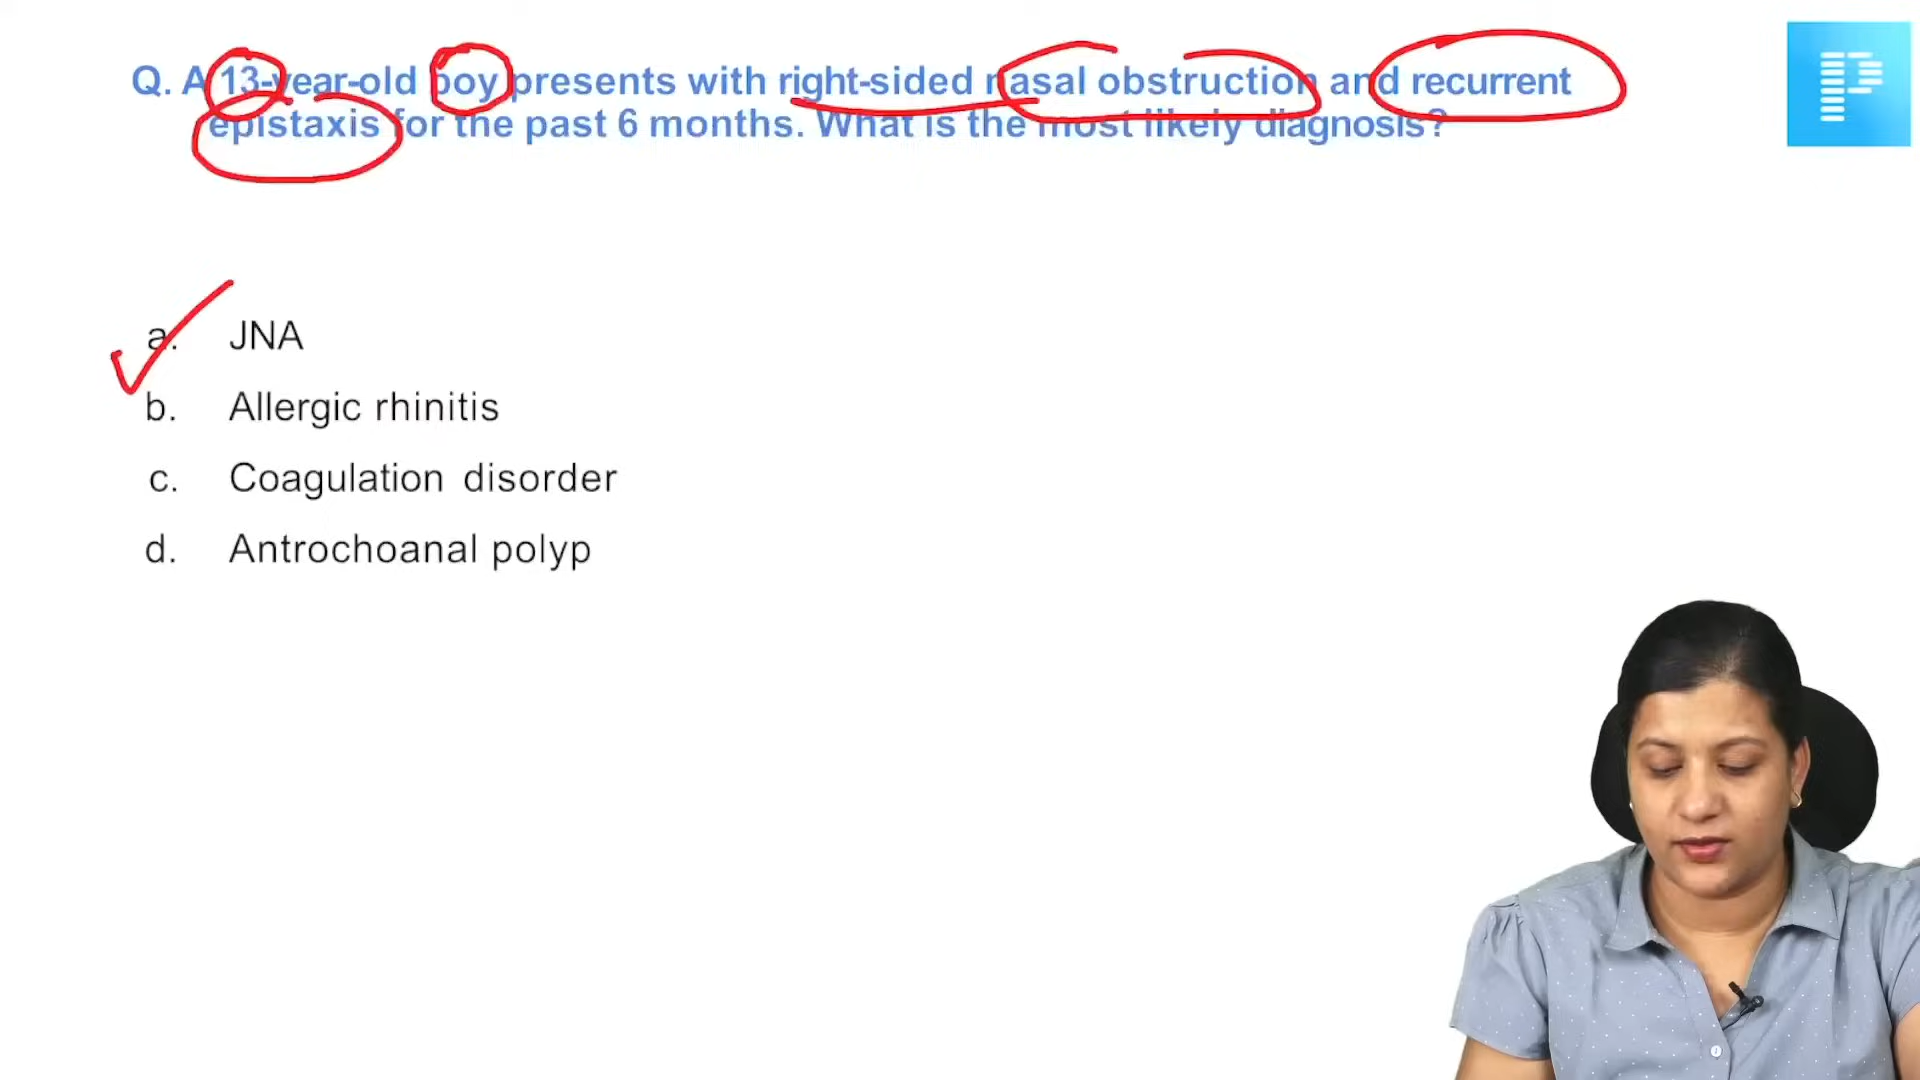 Q. A 13-year-old boy presents with right-sided nasal obstruction and recurrent
epistaxis for the past 6 months. What is the most likely diagnosis?
a. JNA
b. Allergic rhinitis
c. Coagulation disorder
d. Antrochoanal polyp